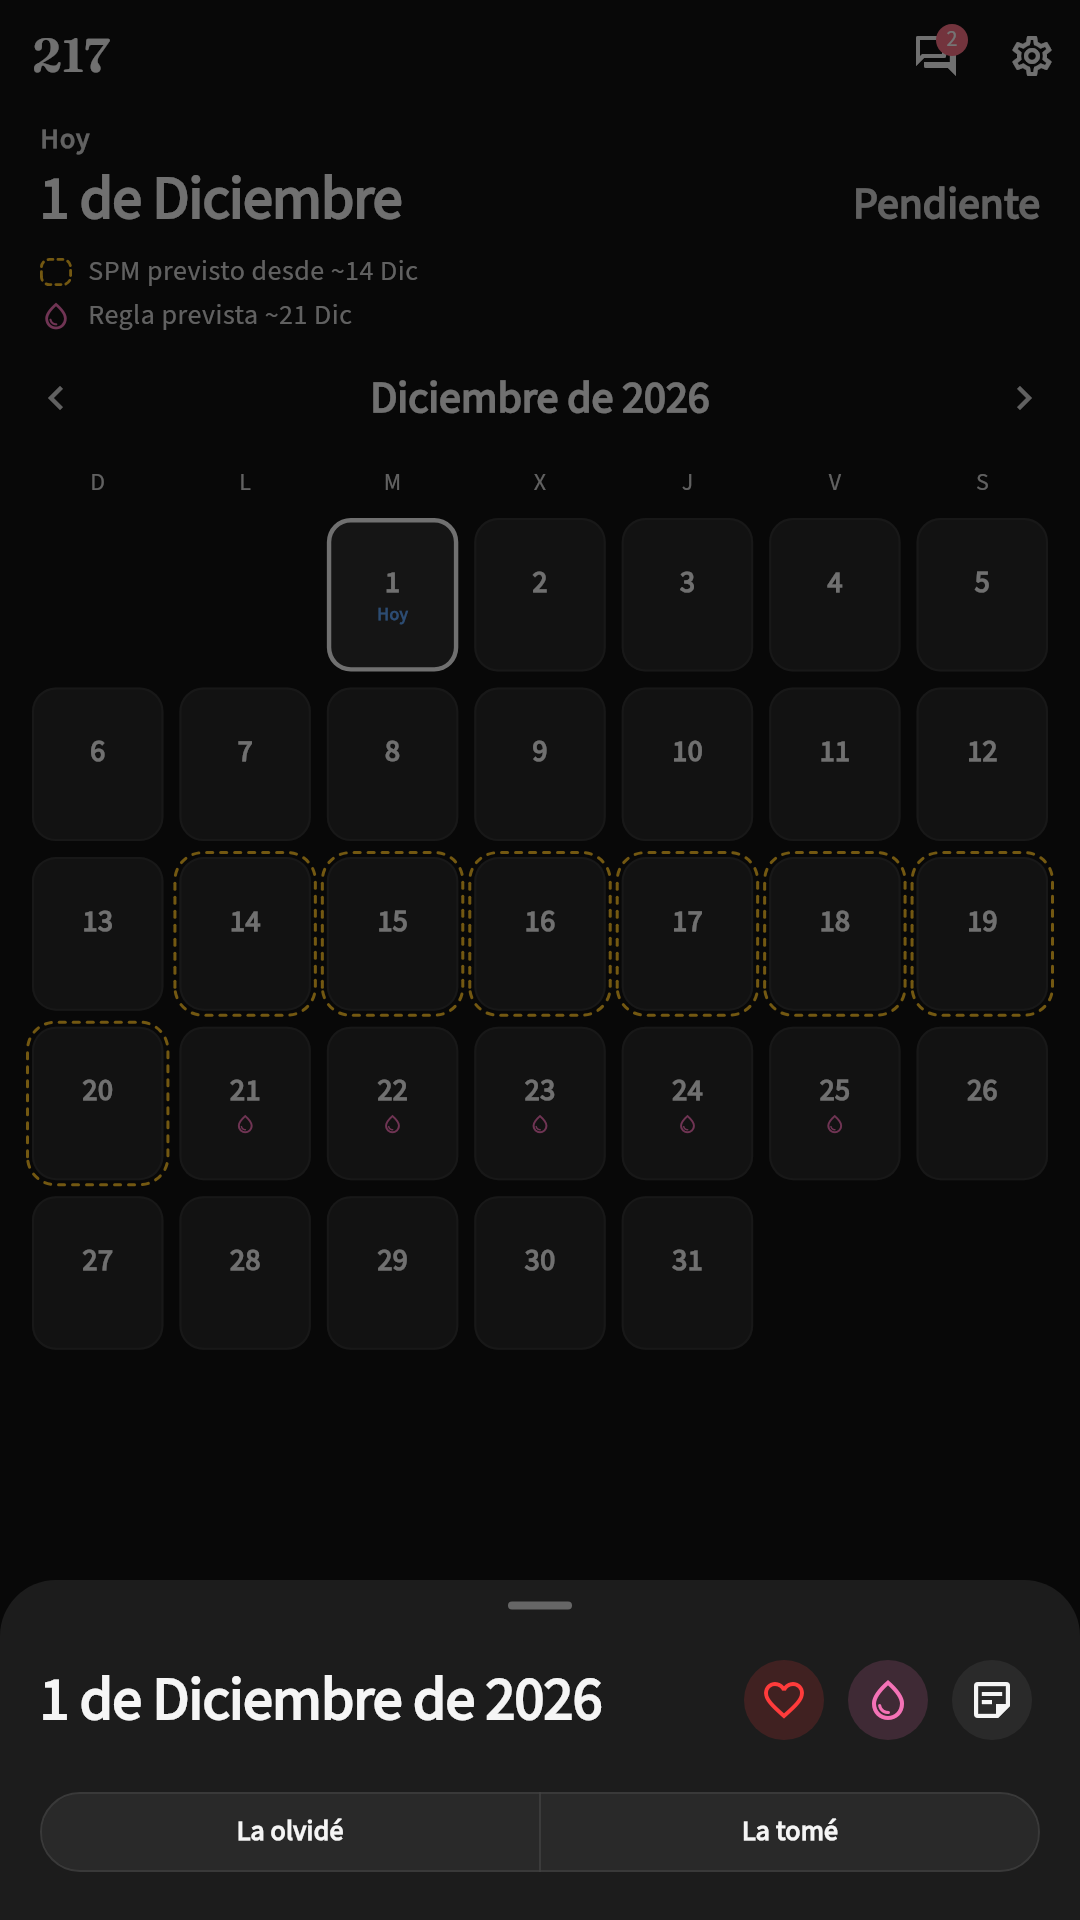 217
2
Hoy
1 de Diciembre
Pendiente
SPM previsto desde ~14 Dic
Regla prevista ~21 Dic
Diciembre de 2026
D L M X J V S
1 2 3 4 5
Hoy
6 7 8 9 10 11 12
13 14 15 16 17 18 19
20 21 22 23 24 25 26
27 28 29 30 31
1 de Diciembre de 2026
La olvidé
La tomé